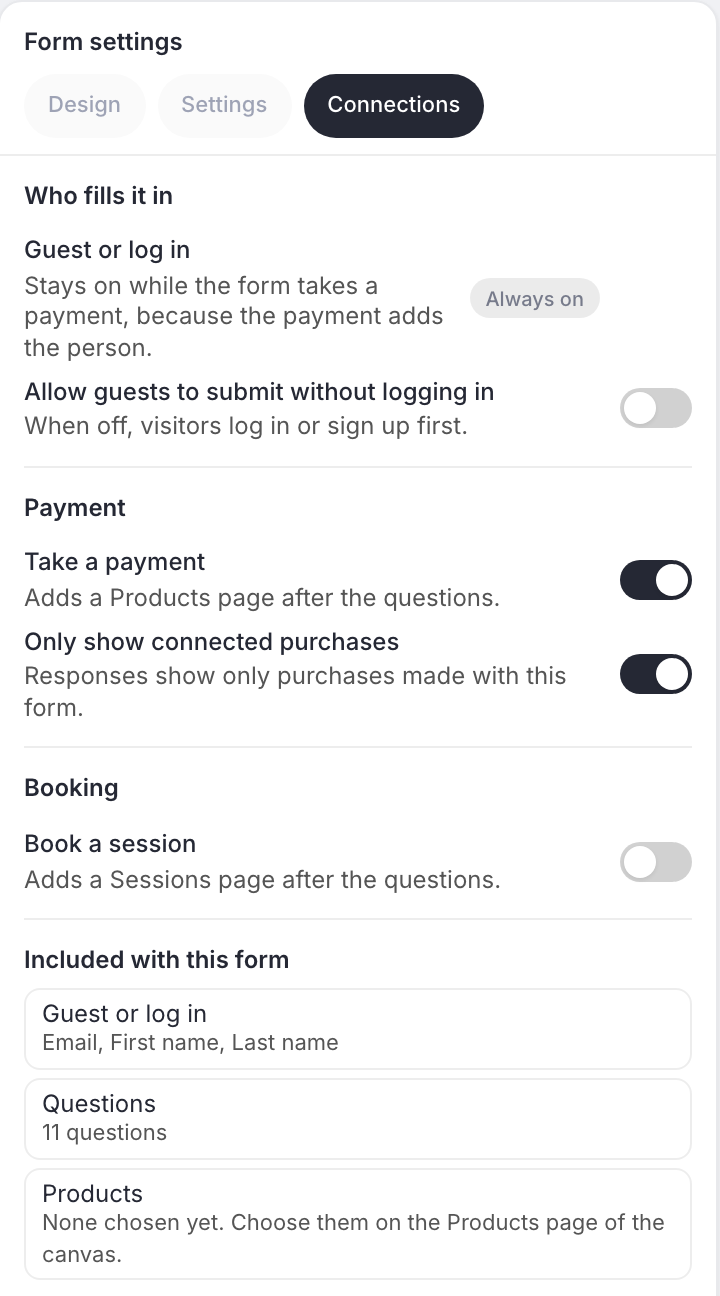 Form settings
Design
Settings
Connections
Who fills it in
Guest or log in
Stays on while the form takes a
payment, because the payment adds
the person.
Always on
Allow guests to submit without logging in
When off, visitors log in or sign up first.
Payment
Take a payment
Adds a Products page after the questions.
Only show connected purchases
Responses show only purchases made with this
form.
Booking
Book a session
Adds a Sessions page after the questions.
Included with this form
Guest or log in
Email, First name, Last name
Questions
11 questions
Products
None chosen yet. Choose them on the Products page of the
canvas.